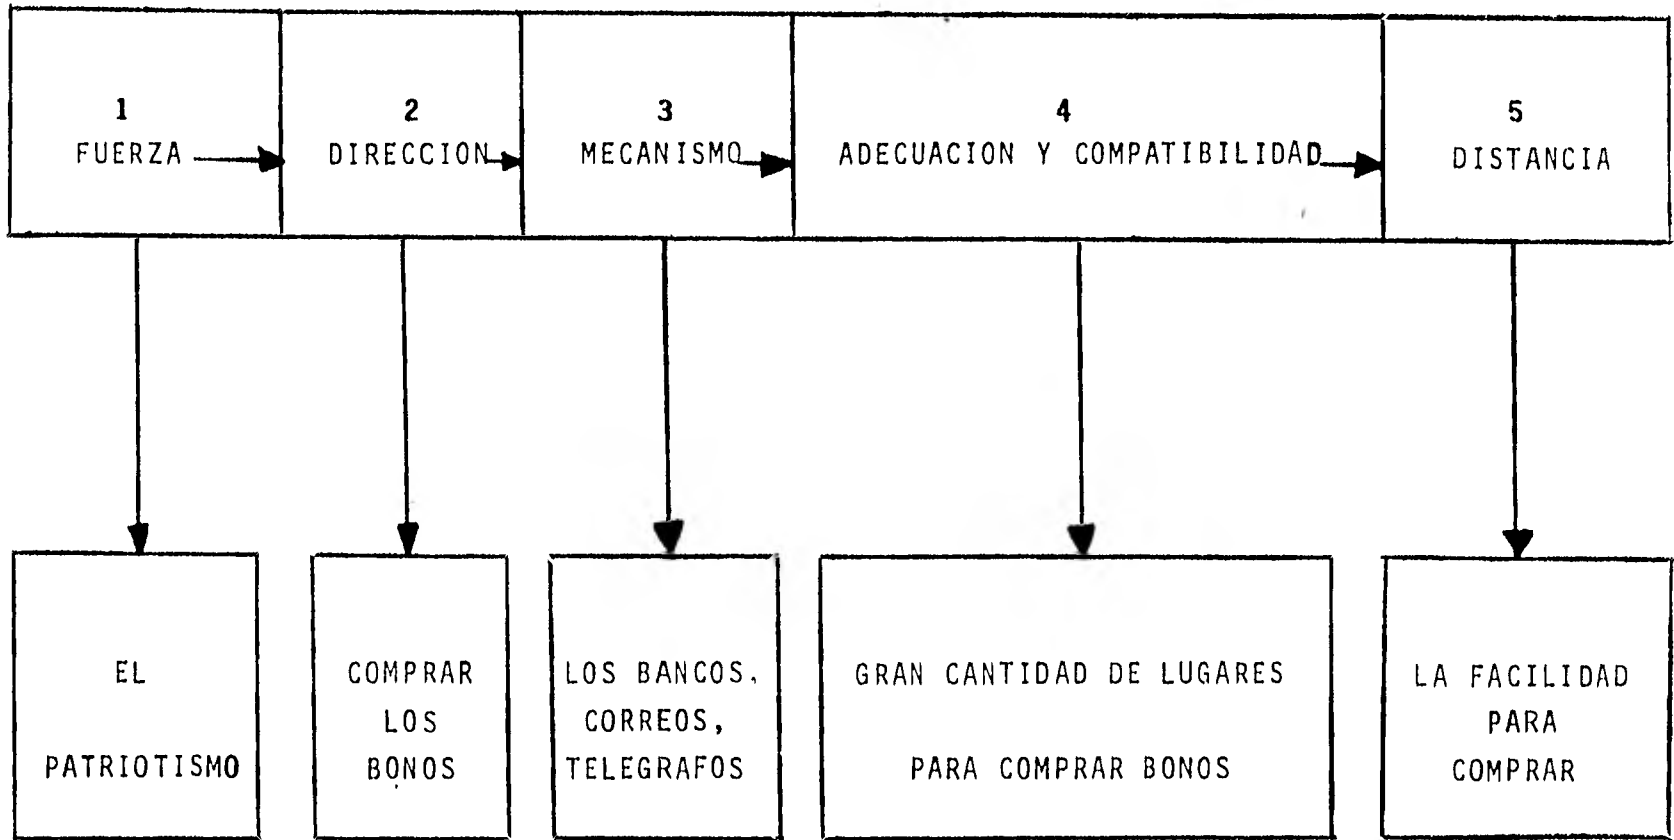 1
FUERZA
2
DIRECCION
3
MECANISMO
4
ADECUACION Y COMPATIBILIDAD
5
DISTANCIA
EL
PATRIOTISMO
COMPRAR
LOS
BONOS
LOS BANCOS,
CORREOS,
TELEGRAFOS
GRAN CANTIDAD DE LUGARES
PARA COMPRAR BONOS
LA FACILIDAD
PARA
COMPRAR